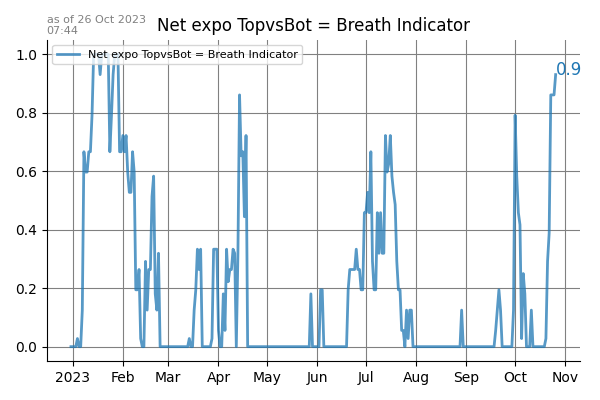 as of 26 Oct 2023
07:44
Net expo TopvsBot = Breath Indicator
Net expo TopvsBot = Breath Indicator
0.9
1.0
0.8
0.6
0.4
0.2
0.0
2023 Feb Mar Apr May Jun Jul Aug Sep Oct Nov